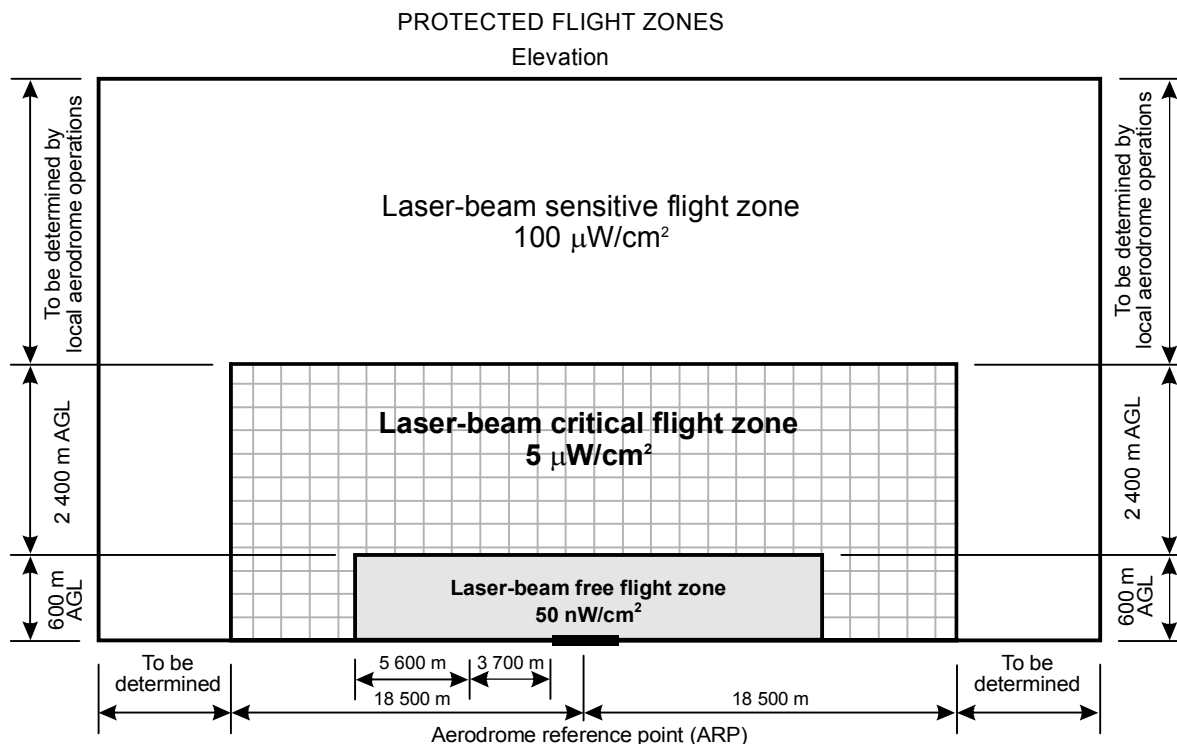 PROTECTED FLIGHT ZONES
Elevation
To be determined by
local aerodrome operations
To be determined by
local aerodrome operations
Laser-beam sensitive flight zone
100 μW/cm²
2 400 m AGL
2 400 m AGL
Laser-beam critical flight zone
5 μW/cm²
600 m
AGL
600 m
AGL
Laser-beam free flight zone
50 nW/cm²
To be
determined
5 600 m
3 700 m
To be
determined
18 500 m
18 500 m
Aerodrome reference point (ARP)